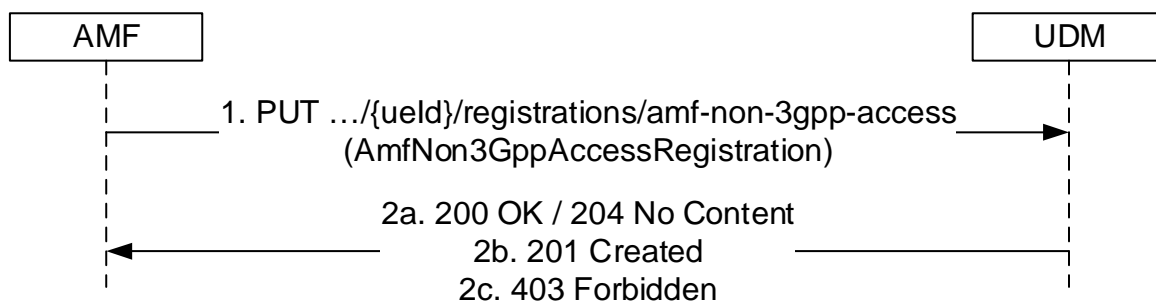 AMF
UDM
1. PUT …/{ueId}/registrations/amf-non-3gpp-access
(AmfNon3GppAccessRegistration)
2a. 200 OK / 204 No Content
2b. 201 Created
2c. 403 Forbidden